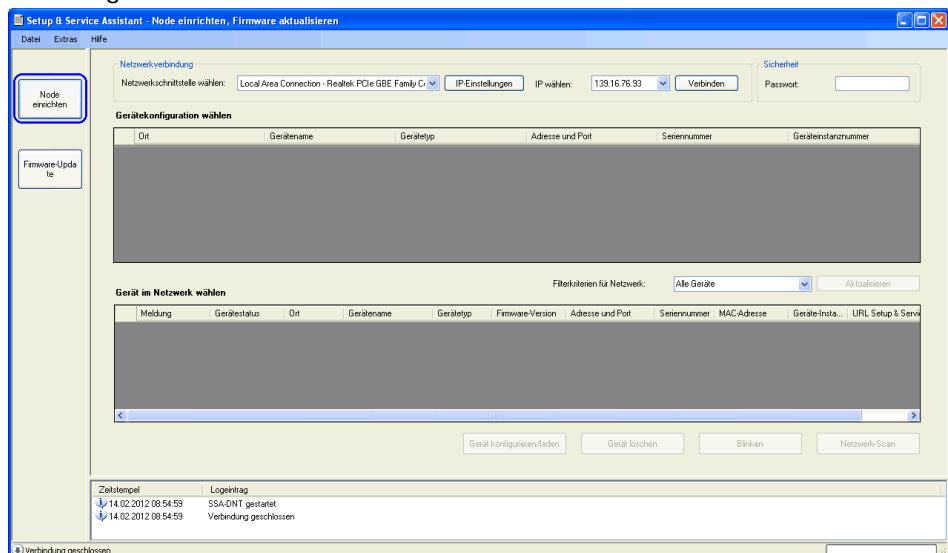 Setup & Service Assistant - Node einrichten, Firmware aktualisieren
Datei Extras Hilfe
Netzwerkverbindung Sicherheit
Node einrichten
Netzwerkschnittstelle wählen: Local Area Connection - Realtek PCIe GBE Family C IP-Einstellungen IP wählen: 139.16.76.93 Verbinden Passwort:
Gerätekonfiguration wählen
Ort Gerätename Gerätetyp Adresse und Port Seriennummer Geräteinstanznummer
Firmware-Upda
te
Filterkriterien für Netzwerk: Alle Geräte Aktualisieren
Gerät im Netzwerk wählen
Meldung Gerätestatus Ort Gerätename Gerätetyp Firmware-Version Adresse und Port Seriennummer MAC-Adresse Geräte-Insta... URL Setup & Servi
Gerät konfigurieren/laden Gerät löschen Blinken Netzwerk-Scan
Zeitstempel Logeintrag
14.02.2012 08:54:59 SSA-DNT gestartet
14.02.2012 08:54:59 Verbindung geschlossen
Verbindung geschlossen